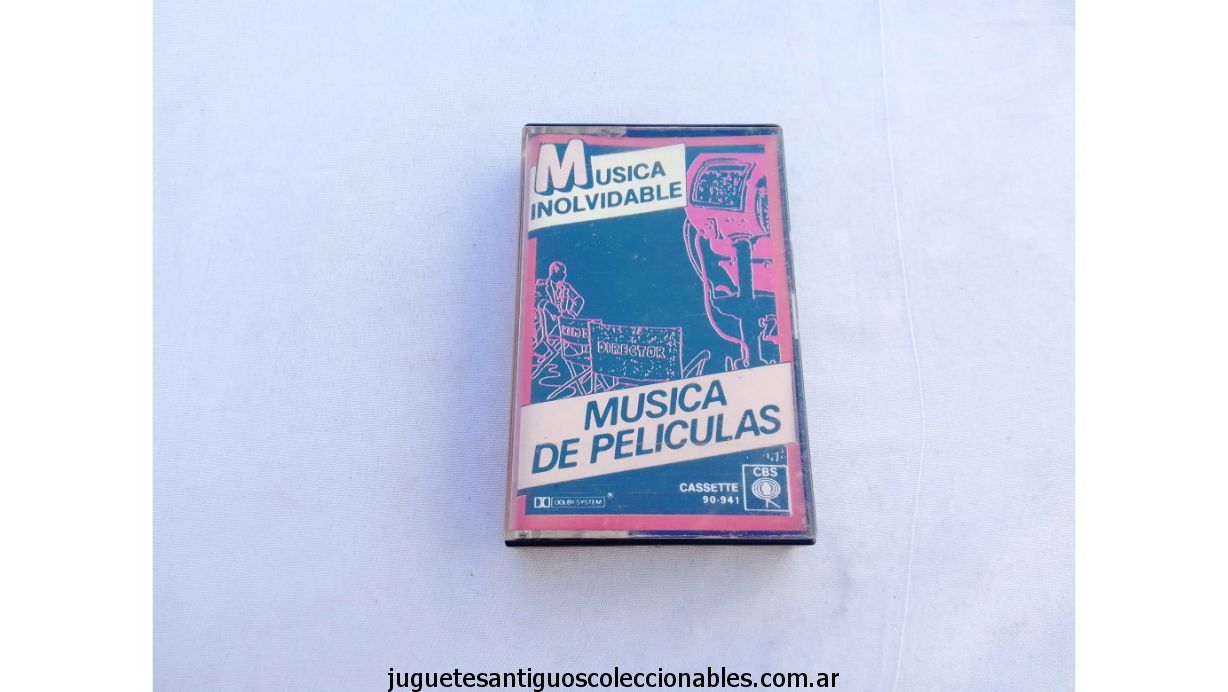 MUSICA
INOLVIDABLE
DIRECTOR
MUSICA
DE PELICULAS
DOLBY SYSTEM ®
CASSETTE
90-941
CBS
juguetesantiguoscoleccionables.com.ar